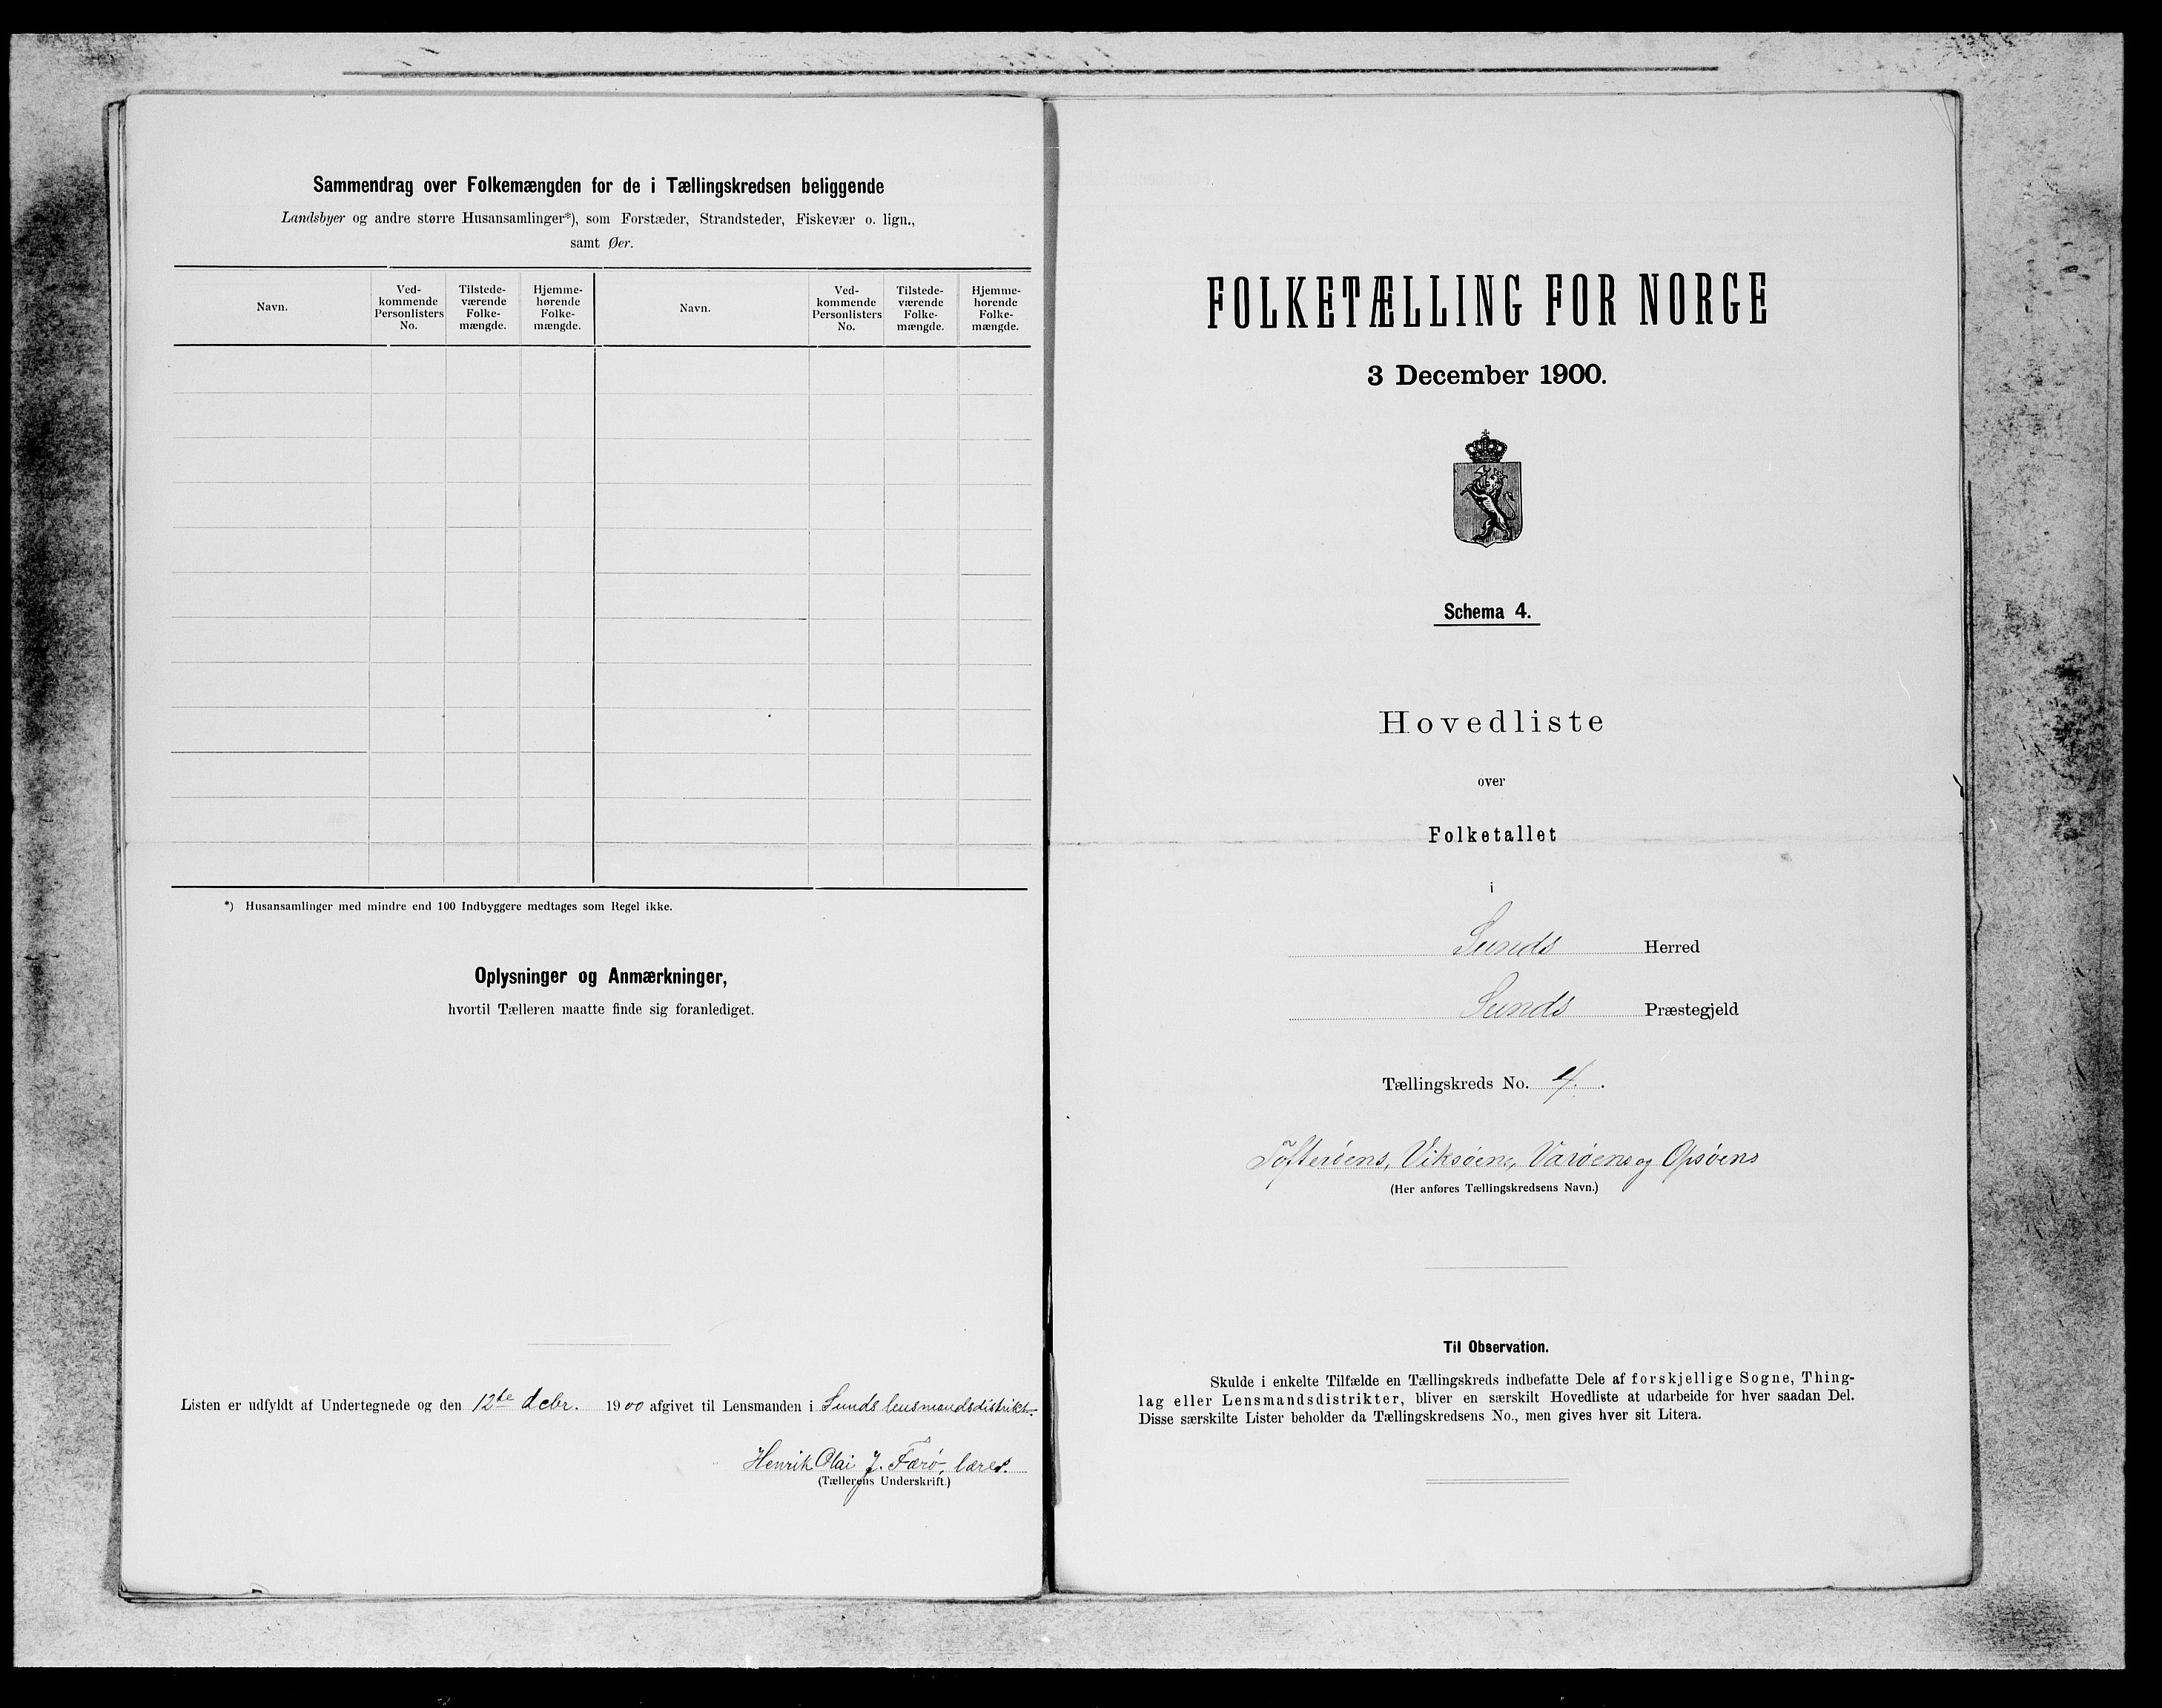 Sammendrag over Folkemængden for de i Tællingskredsen beliggende
Landsbyer og andre større Husansamlinger*), som Forstæder, Strandsteder, Fiskevær o. lign.,
samt Øer.
Navn.
Ved-
kommende
Personlisters
No.
Tilstede-
værende
Folke-
mængde.
Hjemme-
hørende
Folke-
mængde.
Navn.
Ved-
kommende
Personlisters
No.
Tilstede-
værende
Folke-
mængde.
Hjemme-
hørende
Folke-
mængde.
*) Husansamlinger med mindre end 100 Indbyggere medtages som Regel ikke.
Oplysninger og Anmærkninger,
hvortil Tælleren maatte finde sig foranlediget.
Listen er udfyldt af Undertegnede og den 12te debr. 1900 afgivet til Lensmanden i Sunds lensmandsdistrikt.
Henrik Olai J. Færø, lærer.
(Tællerens Underskrift.)
FOLKETÆLLING FOR NORGE
3 December 1900.
Schema 4.
Hovedliste
over
Folketallet
i
Sunds Herred
Sunds Præstegjeld
Tællingskreds No. 4.
Tofterøens, Viksøens, Varøens og Opsøens
(Her anføres Tællingskredsens Navn.)
Til Observation.
Skulde i enkelte Tilfælde en Tællingskreds indbefatte Dele af forskjellige Sogne, Thing-
lag eller Lensmandsdistrikter, bliver en særskilt Hovedliste at udarbeide for hver saadan Del.
Disse særskilte Lister beholder da Tællingskredsens No., men gives hver sit Litera.